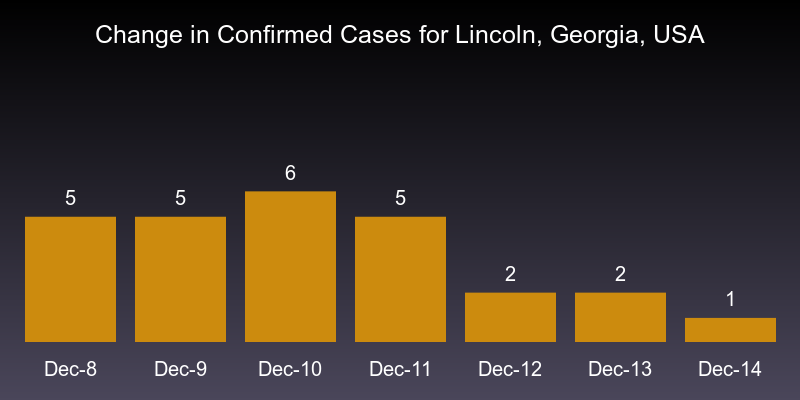 Change in Confirmed Cases for Lincoln, Georgia, USA
5 5 6 5 2 2 1
Dec-8 Dec-9 Dec-10 Dec-11 Dec-12 Dec-13 Dec-14